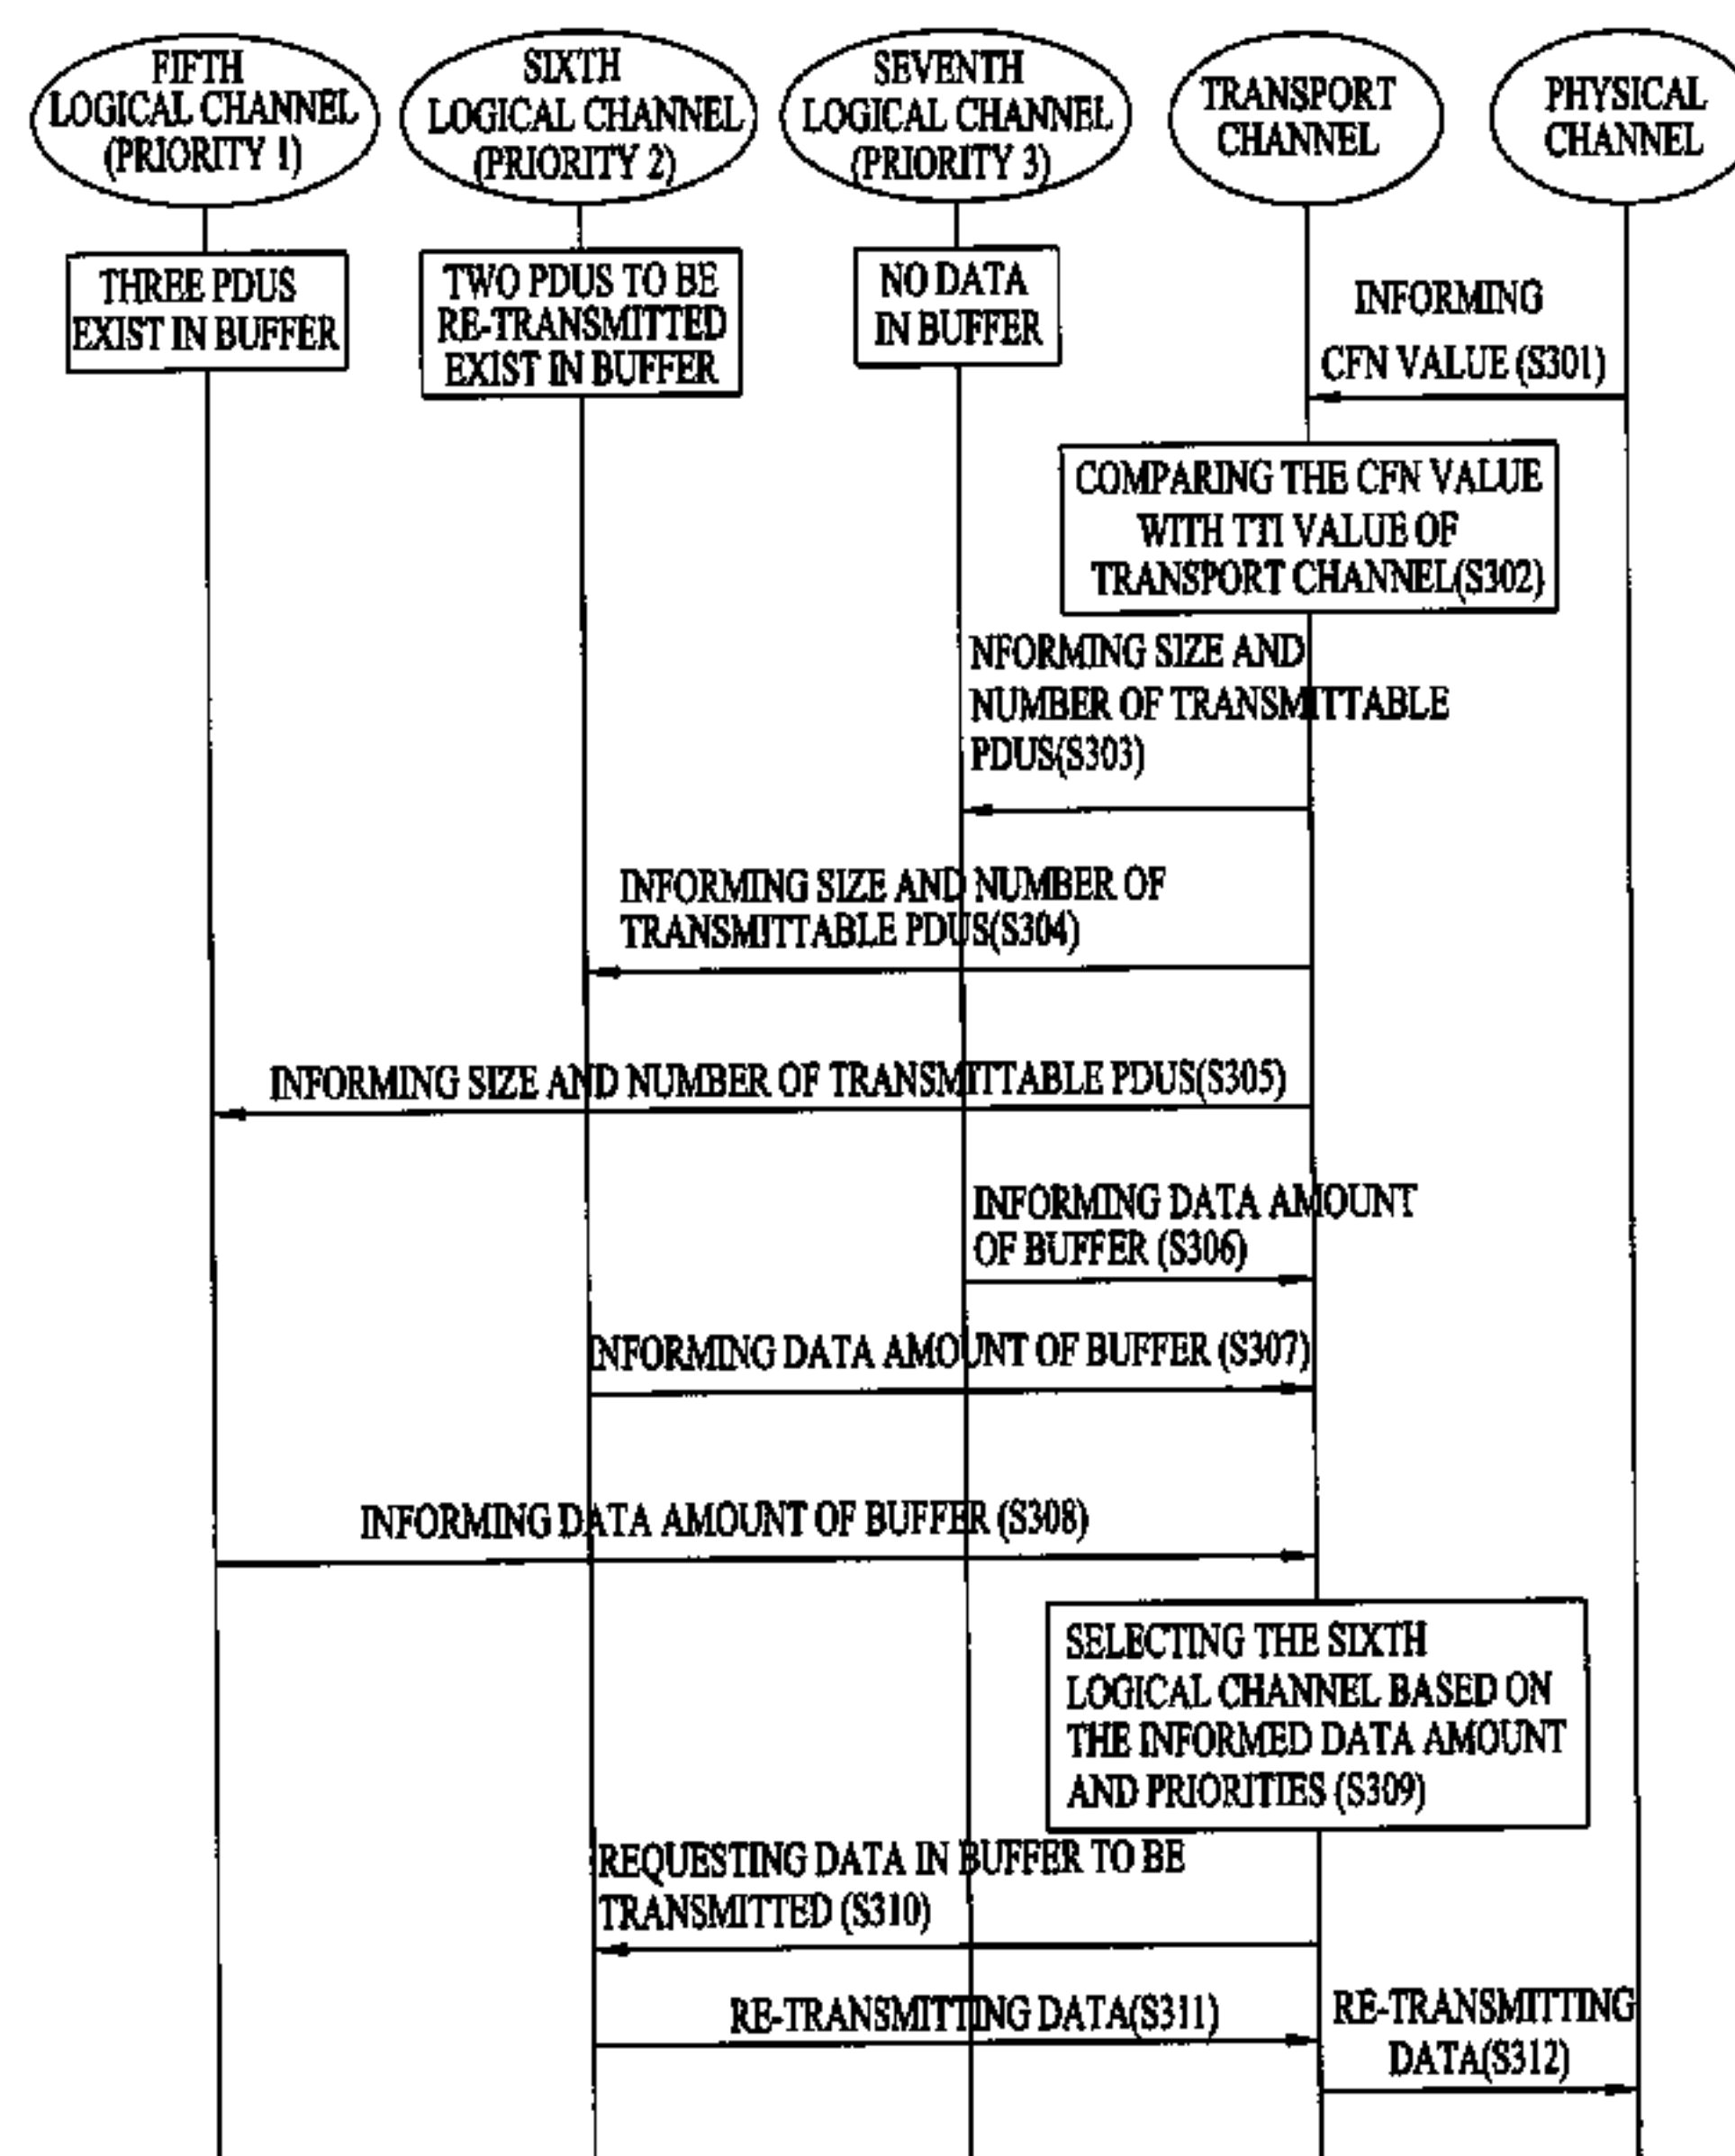 FIFTH
LOGICAL CHANNEL
(PRIORITY 1)
SIXTH
LOGICAL CHANNEL
(PRIORITY 2)
SEVENTH
LOGICAL CHANNEL
(PRIORITY 3)
TRANSPORT
CHANNEL
PHYSICAL
CHANNEL
THREE PDUS
EXIST IN BUFFER
TWO PDUS TO BE
RE-TRANSMITTED
EXIST IN BUFFER
NO DATA
IN BUFFER
INFORMING
CFN VALUE (S301)
COMPARING THE CFN VALUE
WITH TTI VALUE OF
TRANSPORT CHANNEL(S302)
NFORMING SIZE AND
NUMBER OF TRANSMITTABLE
PDUS(S303)
INFORMING SIZE AND NUMBER OF
TRANSMITTABLE PDUS(S304)
INFORMING SIZE AND NUMBER OF TRANSMITTABLE PDUS(S305)
INFORMING DATA AMOUNT
OF BUFFER (S306)
INFORMING DATA AMOUNT OF BUFFER (S307)
INFORMING DATA AMOUNT OF BUFFER (S308)
SELECTING THE SIXTH
LOGICAL CHANNEL BASED ON
THE INFORMED DATA AMOUNT
AND PRIORITIES (S309)
REQUESTING DATA IN BUFFER TO BE
TRANSMITTED (S310)
RE-TRANSMITTING DATA(S311)
RE-TRANSMITTING
DATA(S312)